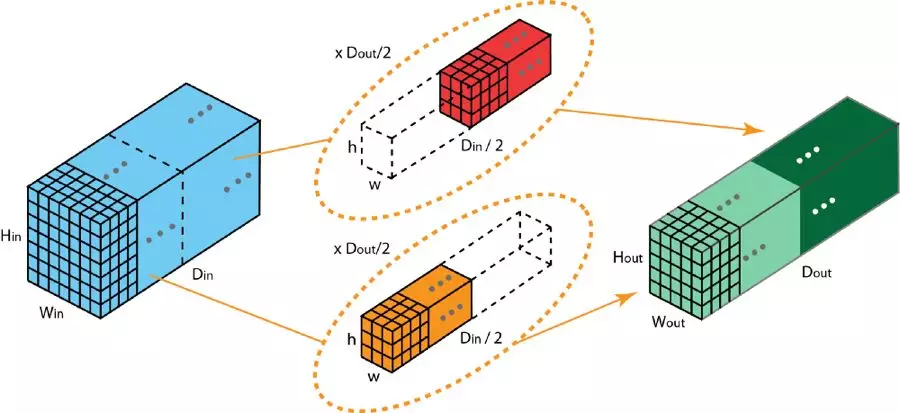 x Dout/2
h
w
Din / 2
Hin
Win
Din
x Dout/2
h
w
Din / 2
Hout
Wout
Dout